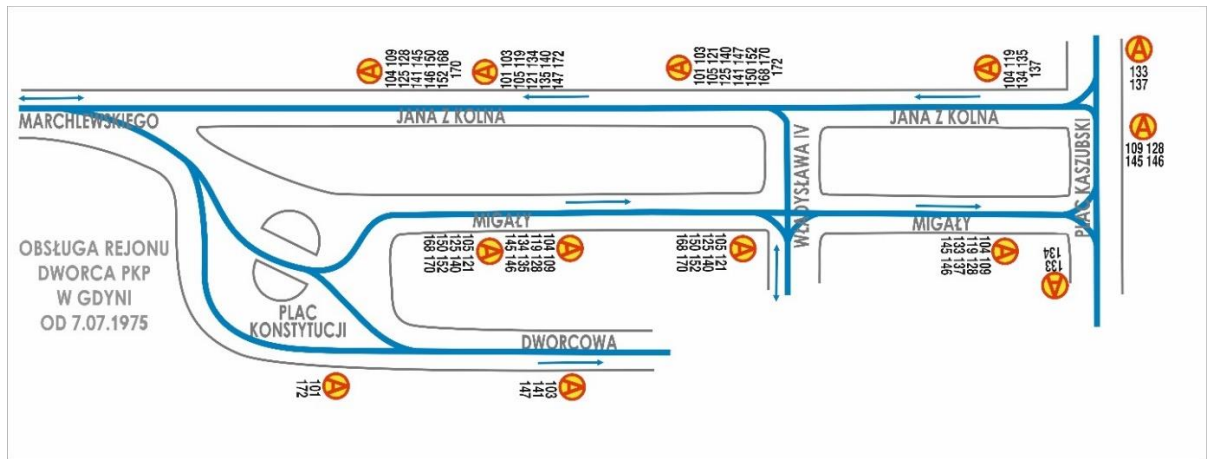 A
104 109
125 128
141 145
146 150
152 168
170
A
101 103
105 119
121 134
135 140
147 172
A
101 103
105 121
125 140
141 147
150 152
168 170
172
A
104 119
134 135
137
A
133
137
MARCHLEWSKIEGO
JANA Z KOLNA
JANA Z KOLNA
A
109 128
145 146
WŁADYSŁAWA IV
PLAC KASZUBSKI
MIGAŁY
MIGAŁY
A
105 121
125 140
150 152
168 170
A
104 109
119 128
134 135
145 146
A
105 121
125 140
150 152
168 170
A
104 109
119 128
133 137
145 146
A
133
134
OBSŁUGA REJONU
DWORCA PKP
W GDYNI
OD 7.07.1975
PLAC
KONSTYTUCJI
DWORCOWA
A
101
172
A
103
141
147